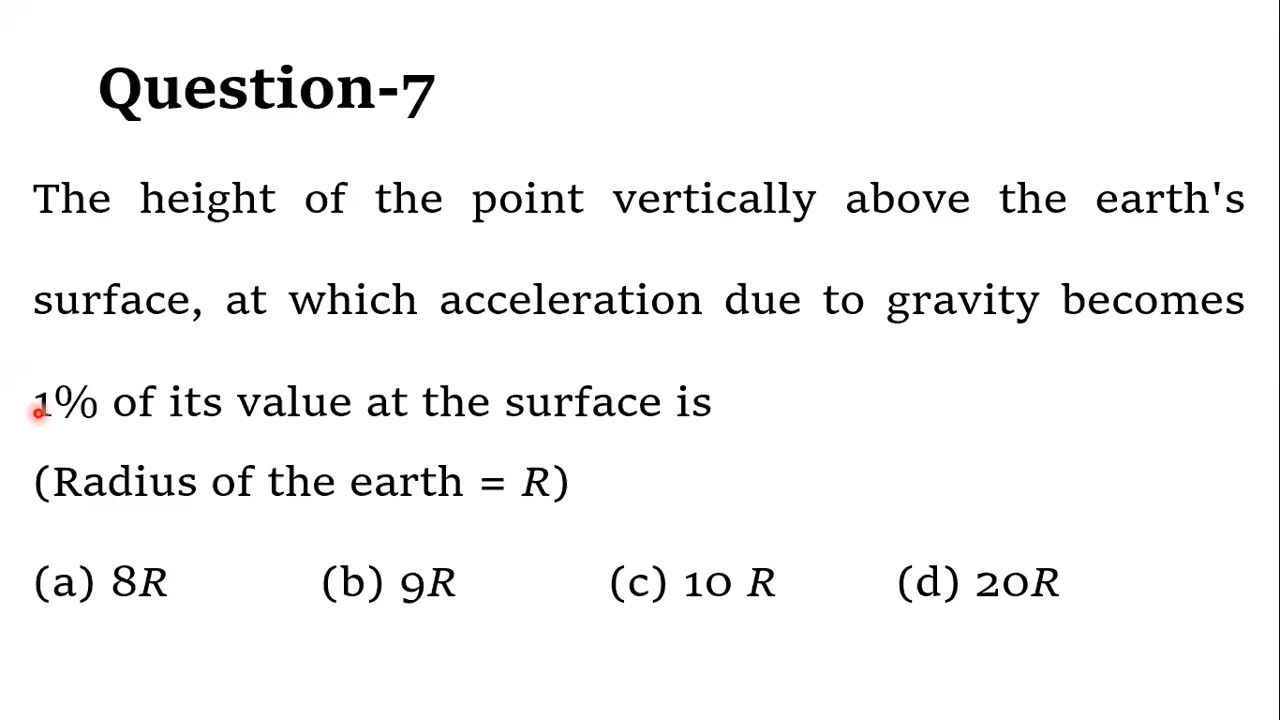 Question-7
The height of the point vertically above the earth's
surface, at which acceleration due to gravity becomes
1% of its value at the surface is
(Radius of the earth = R)
(a) 8R (b) 9R (c) 10 R (d) 20R